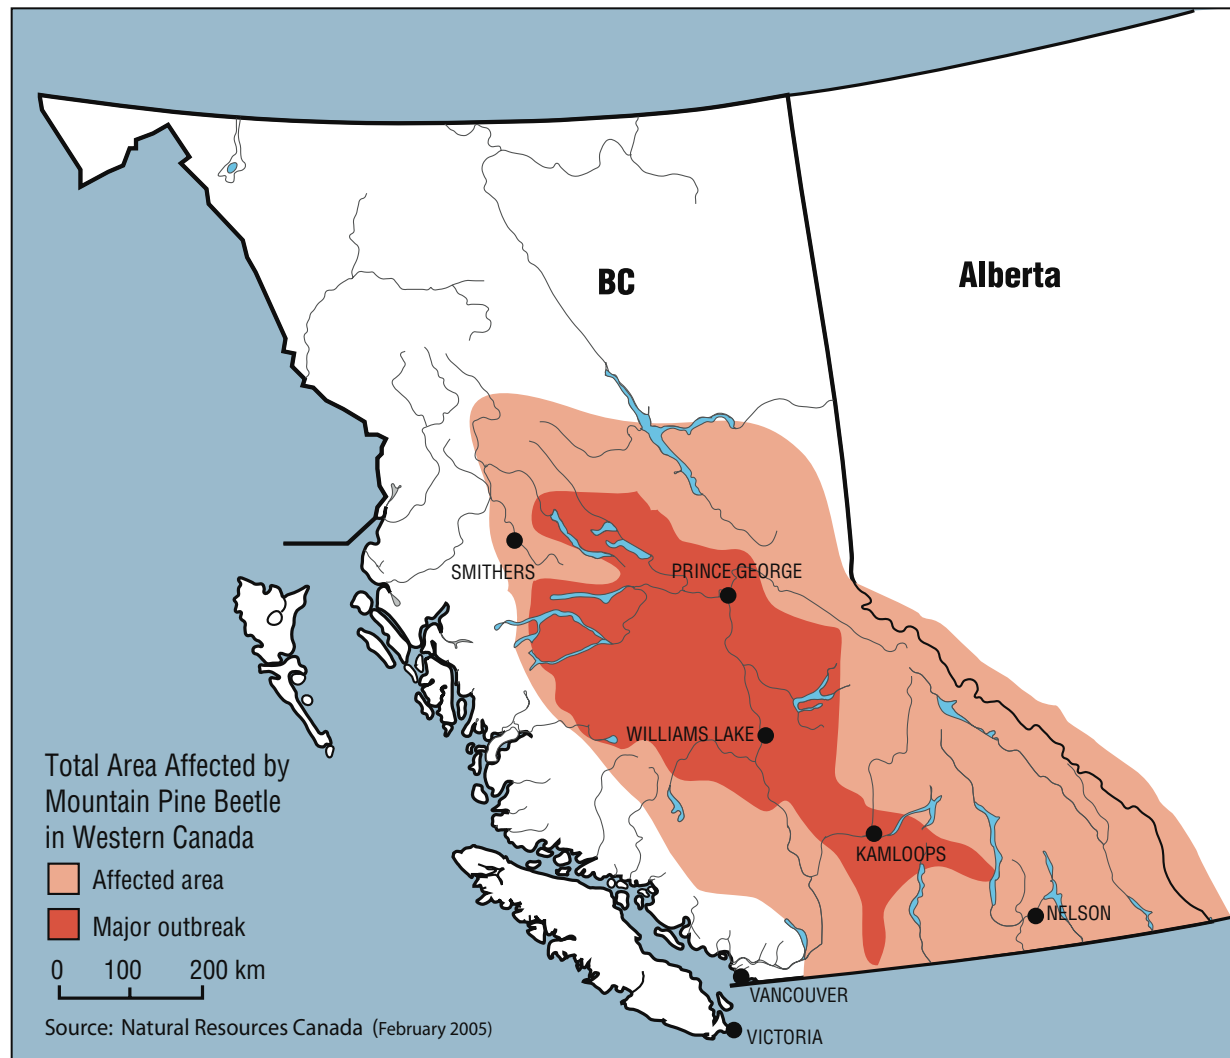 BC
Alberta
SMITHERS
PRINCE GEORGE
WILLIAMS LAKE
KAMLOOPS
NELSON
VANCOUVER
VICTORIA
Total Area Affected by
Mountain Pine Beetle
in Western Canada
Affected area
Major outbreak
0 100 200 km
Source: Natural Resources Canada (February 2005)